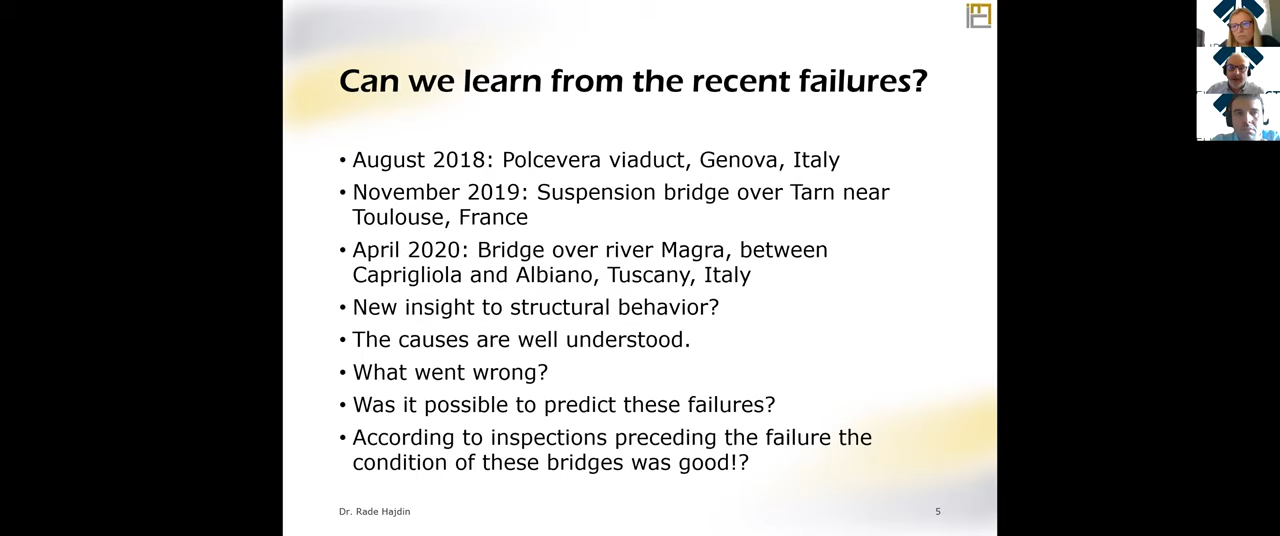 Can we learn from the recent failures?
• August 2018: Polcevera viaduct, Genova, Italy
• November 2019: Suspension bridge over Tarn near
Toulouse, France
• April 2020: Bridge over river Magra, between
Caprigliola and Albiano, Tuscany, Italy
• New insight to structural behavior?
• The causes are well understood.
• What went wrong?
• Was it possible to predict these failures?
• According to inspections preceding the failure the
condition of these bridges was good!?
Dr. Rade Hajdin
5